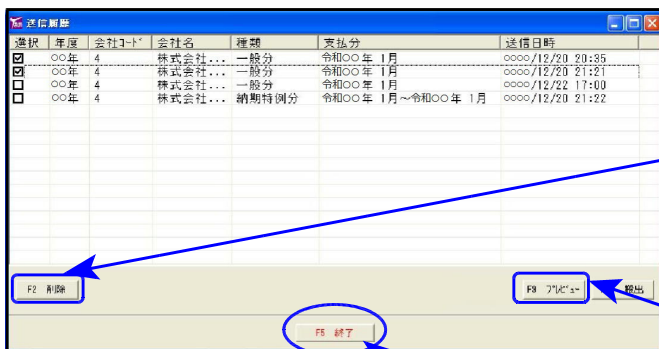 送信履歴
選択 年度 会社ｺｰﾄﾞ 会社名 種類 支払分 送信日時
○○年 4 株式会社... 一般分 令和○○年 1月 ○○○○/12/20 20:35
○○年 4 株式会社... 一般分 令和○○年 1月 ○○○○/12/20 21:21
○○年 4 株式会社... 一般分 令和○○年 1月 ○○○○/12/22 17:00
○○年 4 株式会社... 納期特例分 令和○○年 1月～令和○○年 1月 ○○○○/12/20 21:22
F2 削除 F9 ﾌﾟﾚﾋﾞｭｰ 搬出
F5 終了